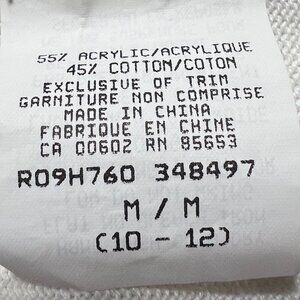 55% ACRYLIC/ACRYLIQUE
45% COTTON/COTON
EXCLUSIVE OF TRIM
GARNITURE NON COMPRISE
MADE IN CHINA
FABRIQUE EN CHINE
CA 00602 RN 85653
R09H760 348497
M / M
(10 - 12)